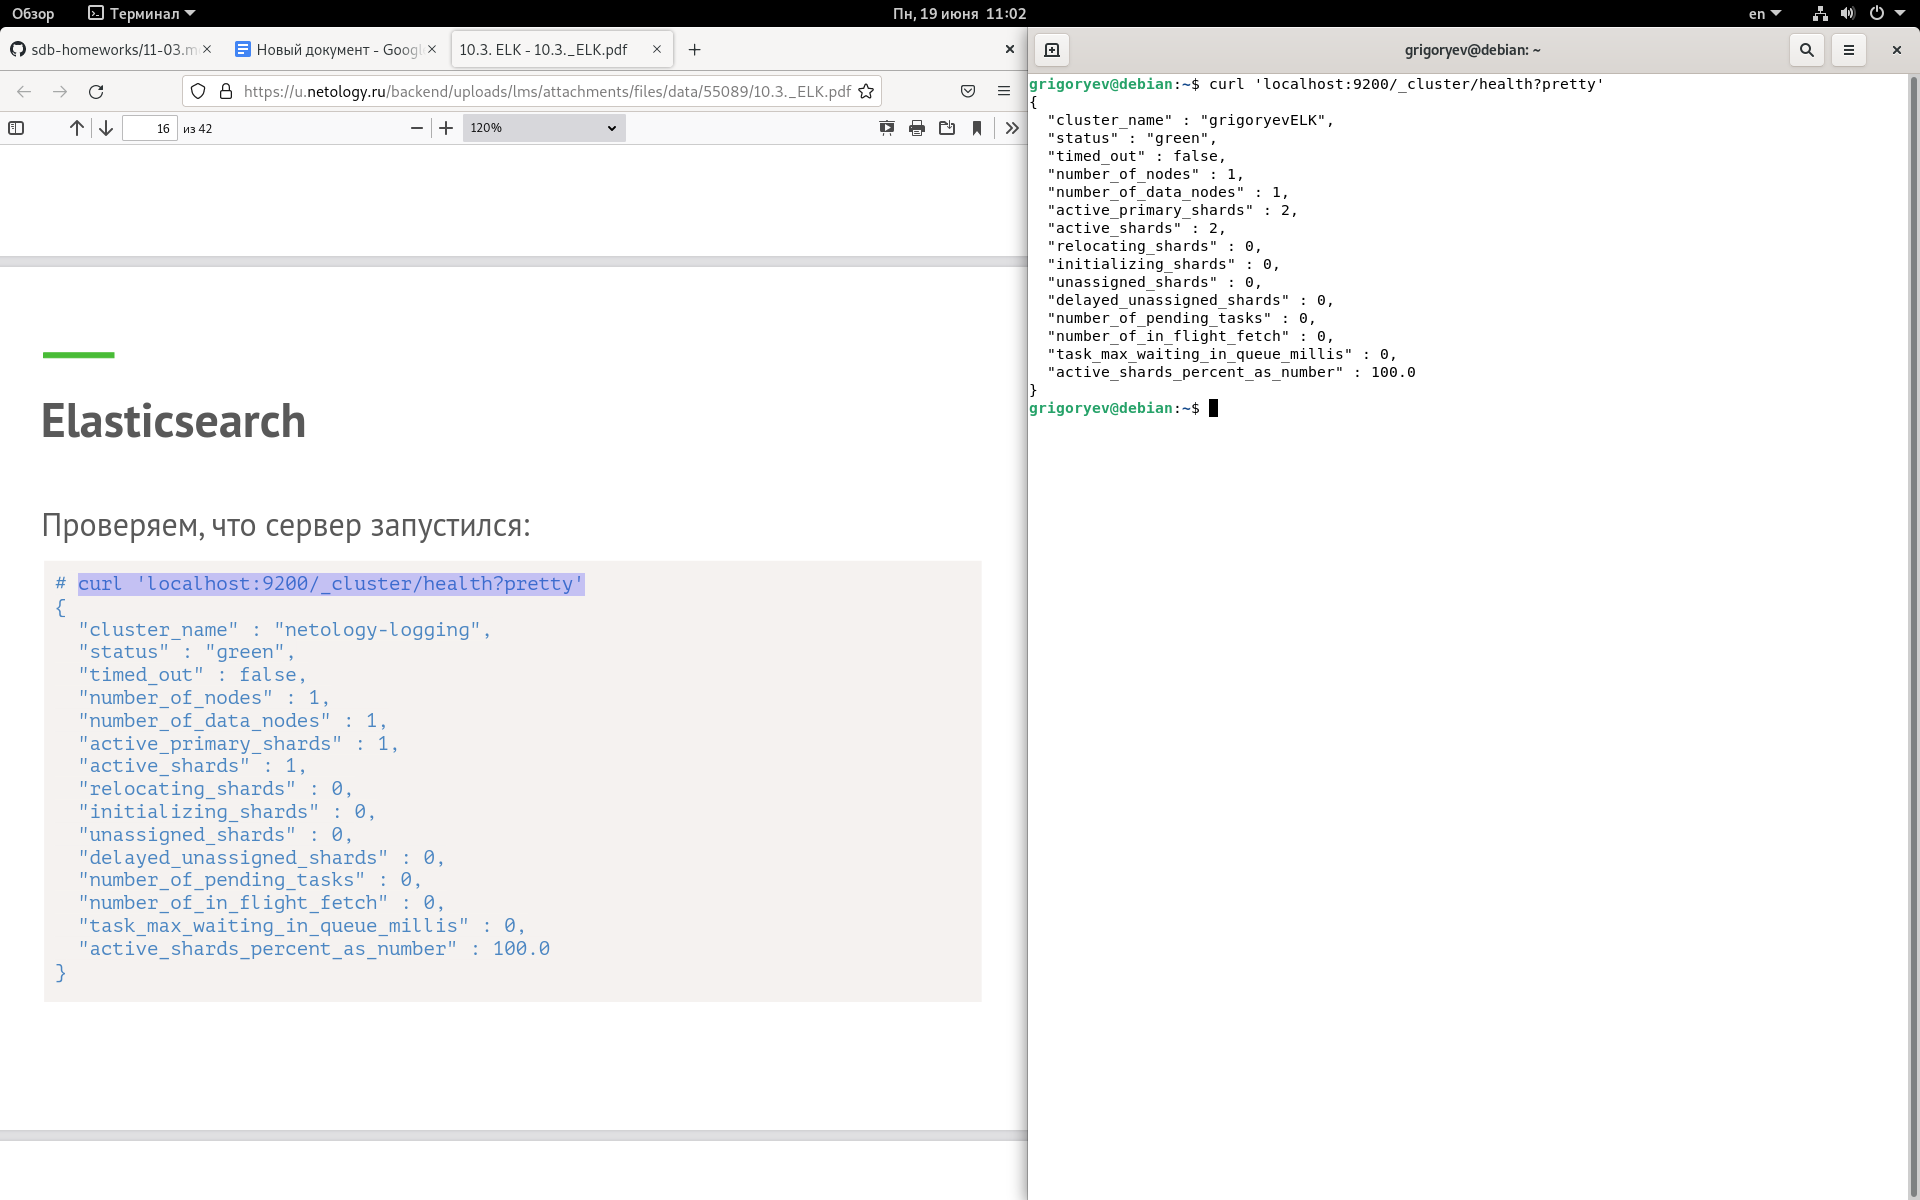 Обзор
Терминал
Пн, 19 июня 11:02
en
sdb-homeworks/11-03.m
Новый документ - Googl
10.3. ELK - 10.3._ELK.pdf
https://u.netology.ru/backend/uploads/lms/attachments/files/data/55089/10.3._ELK.pdf
16 из 42
120%
Elasticsearch
Проверяем, что сервер запустился:
# curl 'localhost:9200/_cluster/health?pretty'
{
"cluster_name" : "netology-logging",
"status" : "green",
"timed_out" : false,
"number_of_nodes" : 1,
"number_of_data_nodes" : 1,
"active_primary_shards" : 1,
"active_shards" : 1,
"relocating_shards" : 0,
"initializing_shards" : 0,
"unassigned_shards" : 0,
"delayed_unassigned_shards" : 0,
"number_of_pending_tasks" : 0,
"number_of_in_flight_fetch" : 0,
"task_max_waiting_in_queue_millis" : 0,
"active_shards_percent_as_number" : 100.0
}
grigoryev@debian: ~
grigoryev@debian:~$ curl 'localhost:9200/_cluster/health?pretty'
{
"cluster_name" : "grigoryevELK",
"status" : "green",
"timed_out" : false,
"number_of_nodes" : 1,
"number_of_data_nodes" : 1,
"active_primary_shards" : 2,
"active_shards" : 2,
"relocating_shards" : 0,
"initializing_shards" : 0,
"unassigned_shards" : 0,
"delayed_unassigned_shards" : 0,
"number_of_pending_tasks" : 0,
"number_of_in_flight_fetch" : 0,
"task_max_waiting_in_queue_millis" : 0,
"active_shards_percent_as_number" : 100.0
}
grigoryev@debian:~$